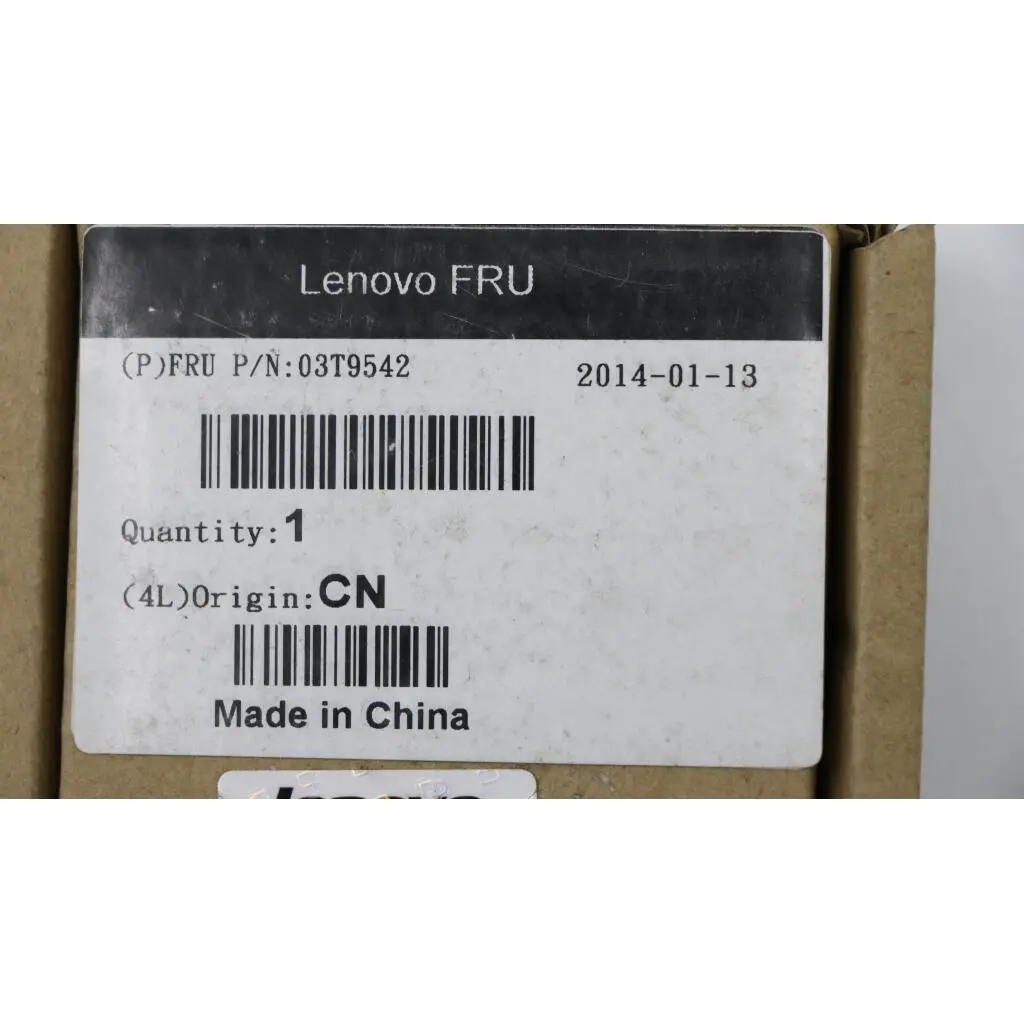 Lenovo FRU
(P)FRU P/N:03T9542
2014-01-13
Quantity:1
(4L)Origin:CN
Made in China